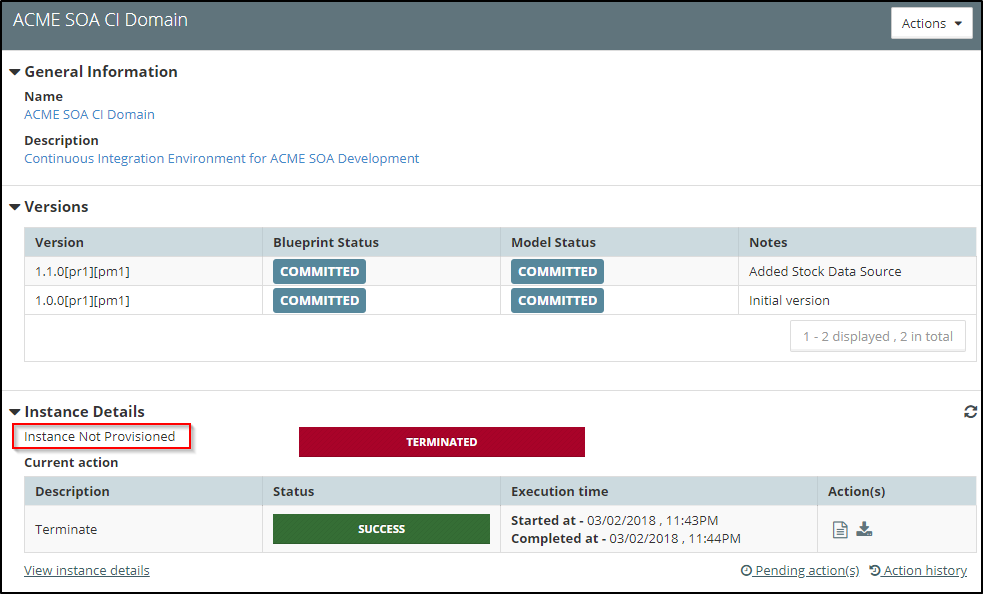 ACME SOA CI Domain
Actions
General Information
Name
ACME SOA CI Domain
Description
Continuous Integration Environment for ACME SOA Development
Versions
Version Blueprint Status Model Status Notes
1.1.0[pr1][pm1] COMMITTED COMMITTED Added Stock Data Source
1.0.0[pr1][pm1] COMMITTED COMMITTED Initial version
1 - 2 displayed , 2 in total
Instance Details
Instance Not Provisioned TERMINATED
Current action
Description Status Execution time Action(s)
Terminate SUCCESS Started at - 03/02/2018 , 11:43PM
Completed at - 03/02/2018 , 11:44PM
View instance details Pending action(s) Action history